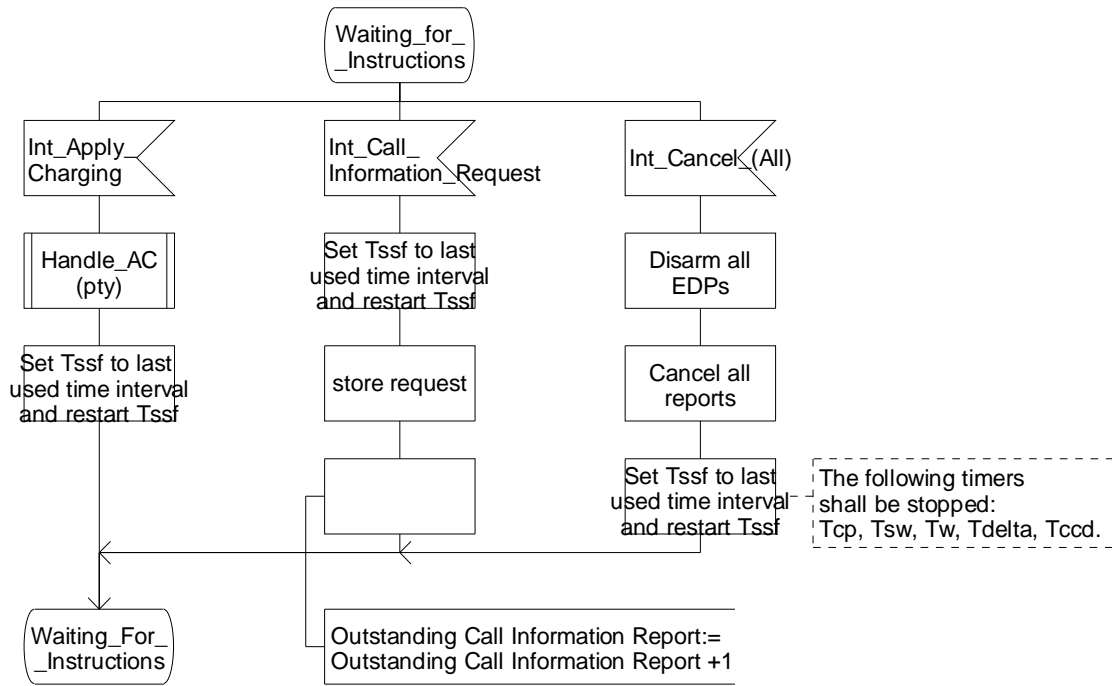 Waiting_for_
_Instructions
Int_Apply_
Charging
Int_Call_
Information_Request
Int_Cancel_(All)
Handle_AC
(pty)
Set Tssf to last
used time interval
and restart Tssf
Disarm all
EDPs
Set Tssf to last
used time interval
and restart Tssf
store request
Cancel all
reports
Set Tssf to last
used time interval
and restart Tssf
The following timers
shall be stopped:
Tcp, Tsw, Tw, Tdelta, Tccd.
Waiting_For_
_Instructions
Outstanding Call Information Report:=
Outstanding Call Information Report +1